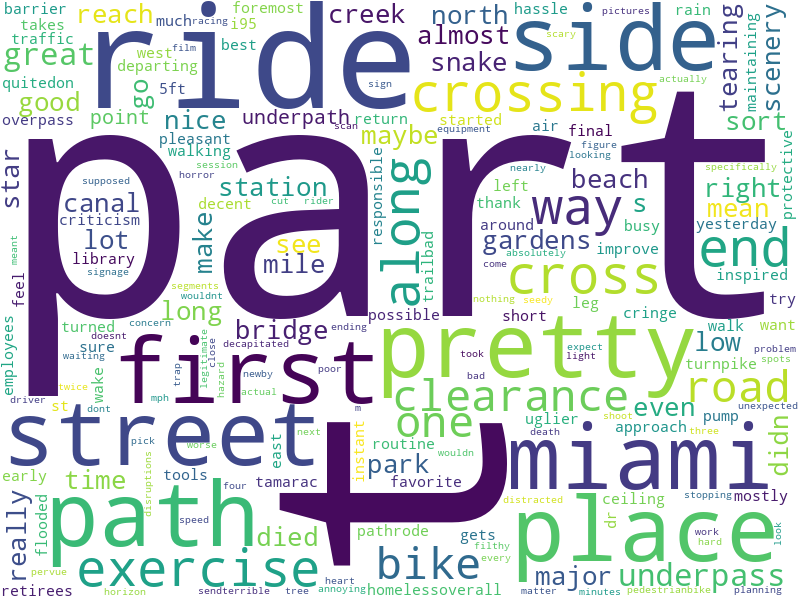 barrier
takes
traffic
much
racing
i95
foremost
reach
ride
creek
north
hassle
rain
pictures
scary
side
tearing
maintaining
scenery
great
film
west
best
departing
almost
snake
actually
quitedon
good
go
5ft
sign
crossing
overpass
point
nice
underpath
return
started
air
final
sort
star
pleasant
scan
equipment
maybe
figure
looking
walking
session
horror
part
along
nearly
specifically
protective
supposed
station
responsible
left
beach
right
canal
decent
cut
rider
thank
way
s
mean
criticism
make
see
around
busy
yesterday
lot
gardens
end
library
mile
trailbad
come
absolutely
improve
inspired
meant
feel
signage
segments
long
cross
wouldnt
nothing
seedy
leg
walk
want
try
turned
concern
bridge
ending
possible
short
cringe
employees
sure
doesnt
decapitated
light
expect
low
problem
waiting
first
poor
pretty
took
turnpike
spots
legitimate
close
trap
hazard
bad
driver
wake
twice
mph
actual
newby
clearance
road
st
dont
m
uglier
even
pump
unexpected
street
pick
next
one
shoot
approach
three
didn
worse
east
instant
routine
wouldn
death
t
miami
early
time
disruptions
tools
four
park
favorite
distracted
stopping
mostly
really
flooded
path
speed
tamarac
place
ceiling
dr
died
pathrode
gets
work
look
hard
exercise
bike
filthy
every
major
underpass
retirees
pervue
horizon
sendterrible
tree
heart
annoying
homelessoverall
matter
minutes
pedestrianbike
planning